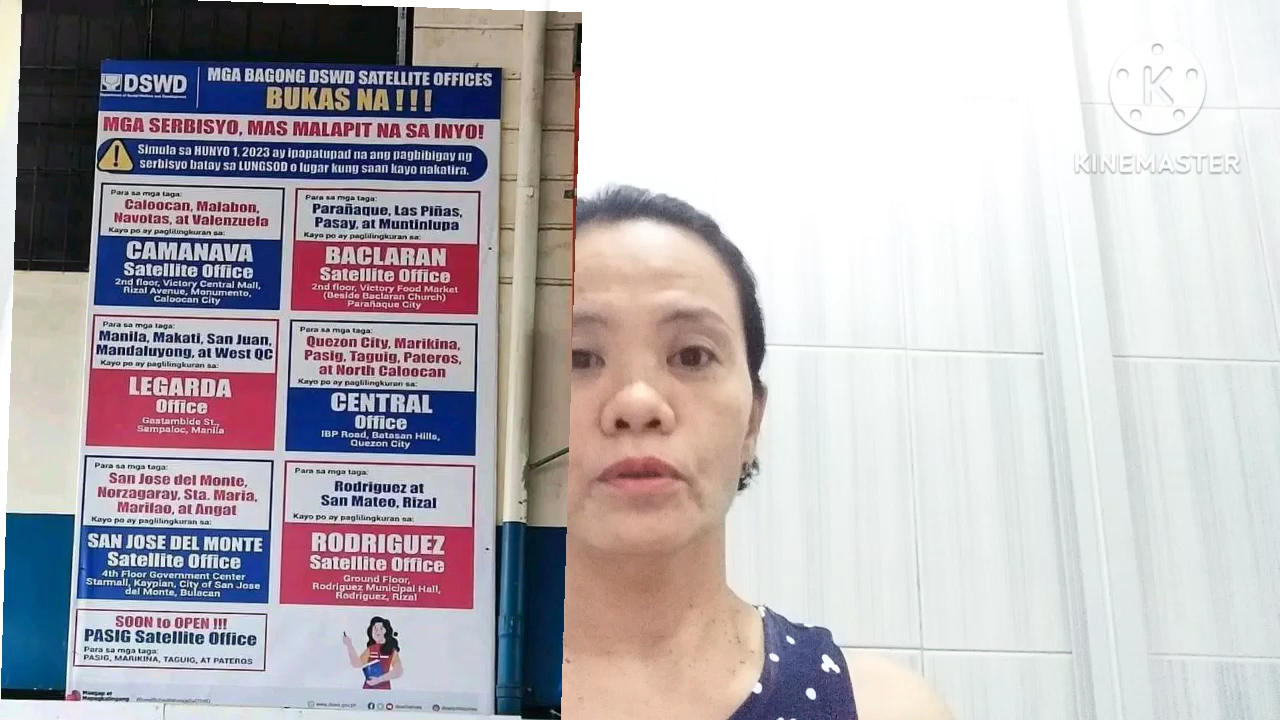 DSWD
Department of Social Welfare and Development
MGA BAGONG DSWD SATELLITE OFFICES
BUKAS NA ! ! !
MGA SERBISYO, MAS MALAPIT NA SA INYO!
Simula sa HUNYO 1, 2023 ay ipapatupad na ang pagbibigay ng
serbisyo batay sa LUNGSOD o lugar kung saan kayo nakatira.
Para sa mga taga:
Caloocan, Malabon,
Navotas, at Valenzuela
Kayo po ay paglilingkuran sa:
CAMANAVA
Satellite Office
2nd floor, Victory Central Mall,
Rizal Avenue, Monumento,
Caloocan City
Para sa mga taga:
Parañaque, Las Piñas,
Pasay, at Muntinlupa
Kayo po ay paglilingkuran sa:
BACLARAN
Satellite Office
2nd floor, Victory Food Market
(Beside Baclaran Church)
Parañaque City
Para sa mga taga:
Manila, Makati, San Juan,
Mandaluyong, at West QC
Kayo po ay paglilingkuran sa:
LEGARDA
Office
Gastambide St.,
Sampaloc, Manila
Para sa mga taga:
Quezon City, Marikina,
Pasig, Taguig, Pateros,
at North Caloocan
Kayo po ay paglilingkuran sa:
CENTRAL
Office
IBP Road, Batasan Hills,
Quezon City
Para sa mga taga:
San Jose del Monte,
Norzagaray, Sta. Maria,
Marilao, at Angat
Kayo po ay paglilingkuran sa:
SAN JOSE DEL MONTE
Satellite Office
4th Floor Government Center
Starmall, Kaypian, City of San Jose
del Monte, Bulacan
Para sa mga taga:
Rodriguez at
San Mateo, Rizal
Kayo po ay paglilingkuran sa:
RODRIGUEZ
Satellite Office
Ground Floor,
Rodriguez Municipal Hall,
Rodriguez, Rizal
SOON to OPEN !!!
PASIG Satellite Office
Para sa mga taga:
PASIG, MARIKINA, TAGUIG, AT PATEROS
Maagap at
Mapagkalingang
www.dswd.gov.ph
K
KINEMASTER